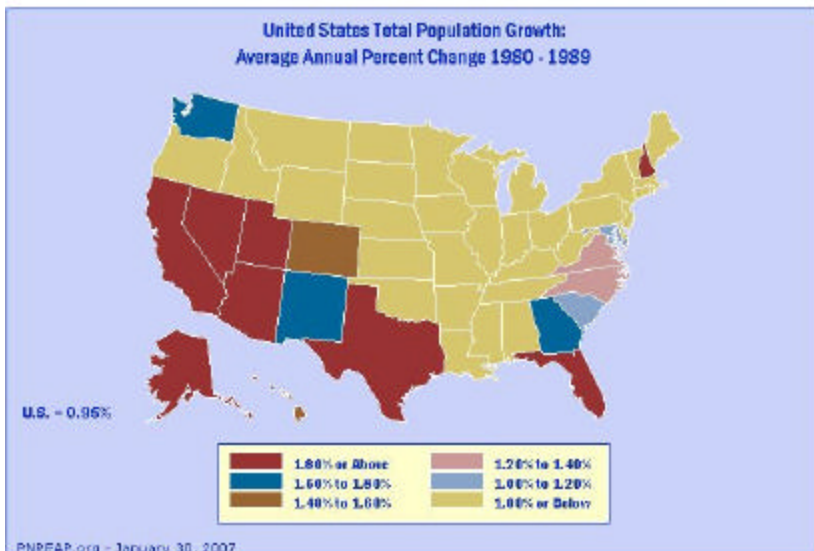 United States Total Population Growth:
Average Annual Percent Change 1980 - 1989
U.S. = 0.95%
1.80% or Above
1.60% to 1.80%
1.40% to 1.60%
1.20% to 1.40%
1.00% to 1.20%
1.00% or Below
PNREAP.org - January 30, 2007